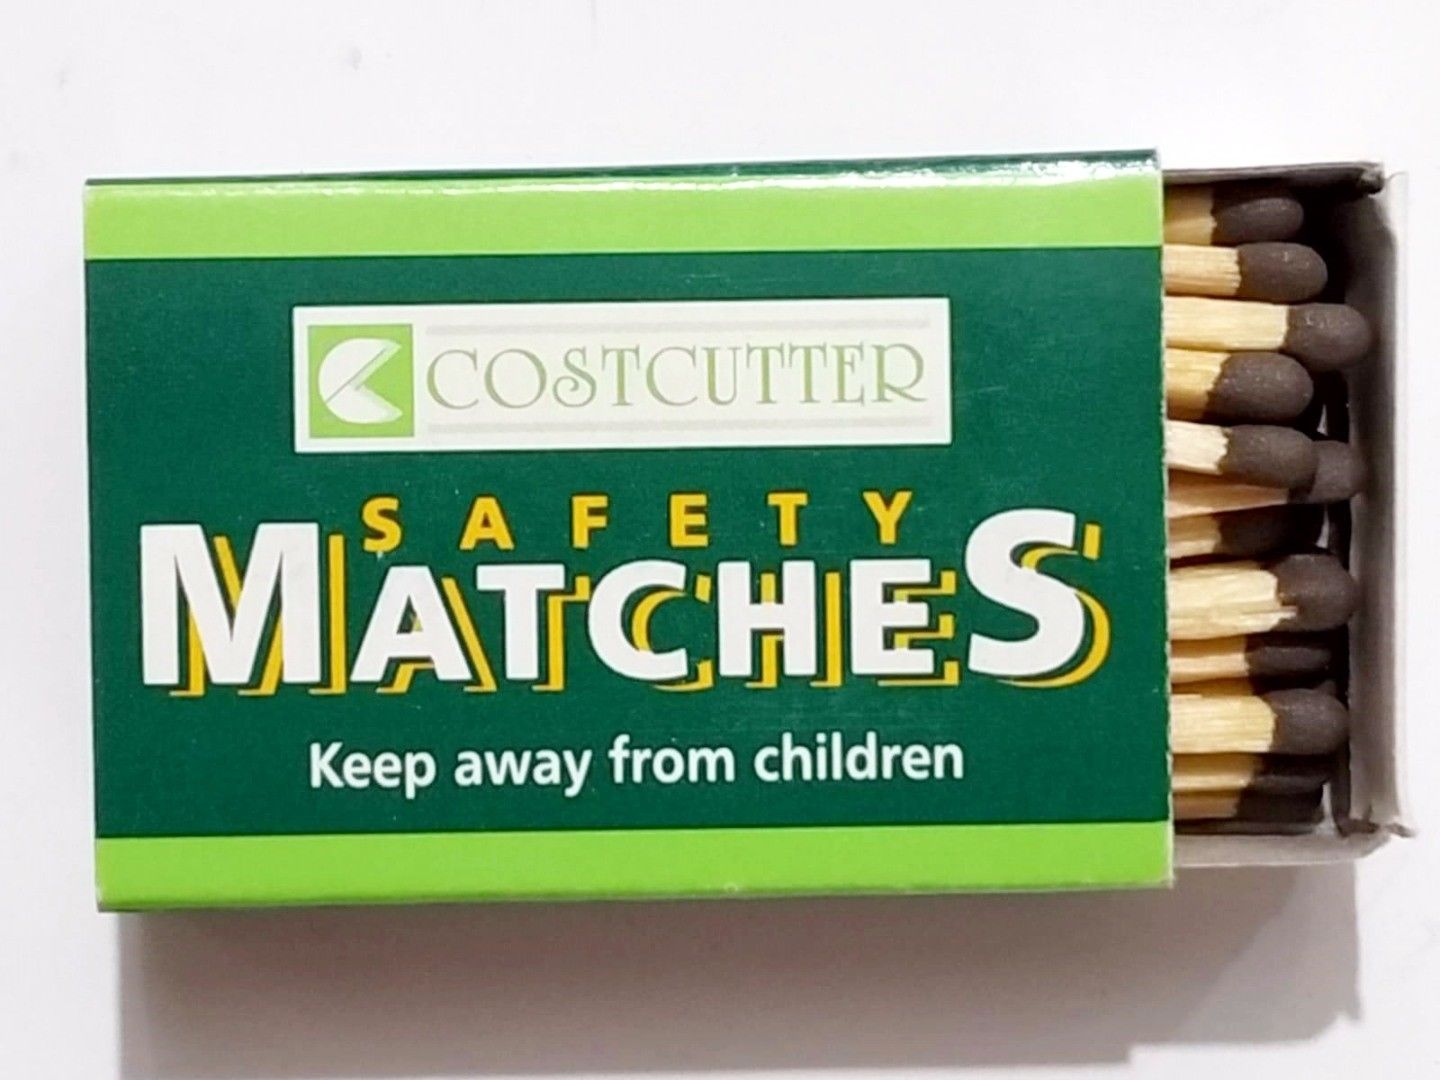 COSTCUTTER
SAFETY
MATCHES
Keep away from children